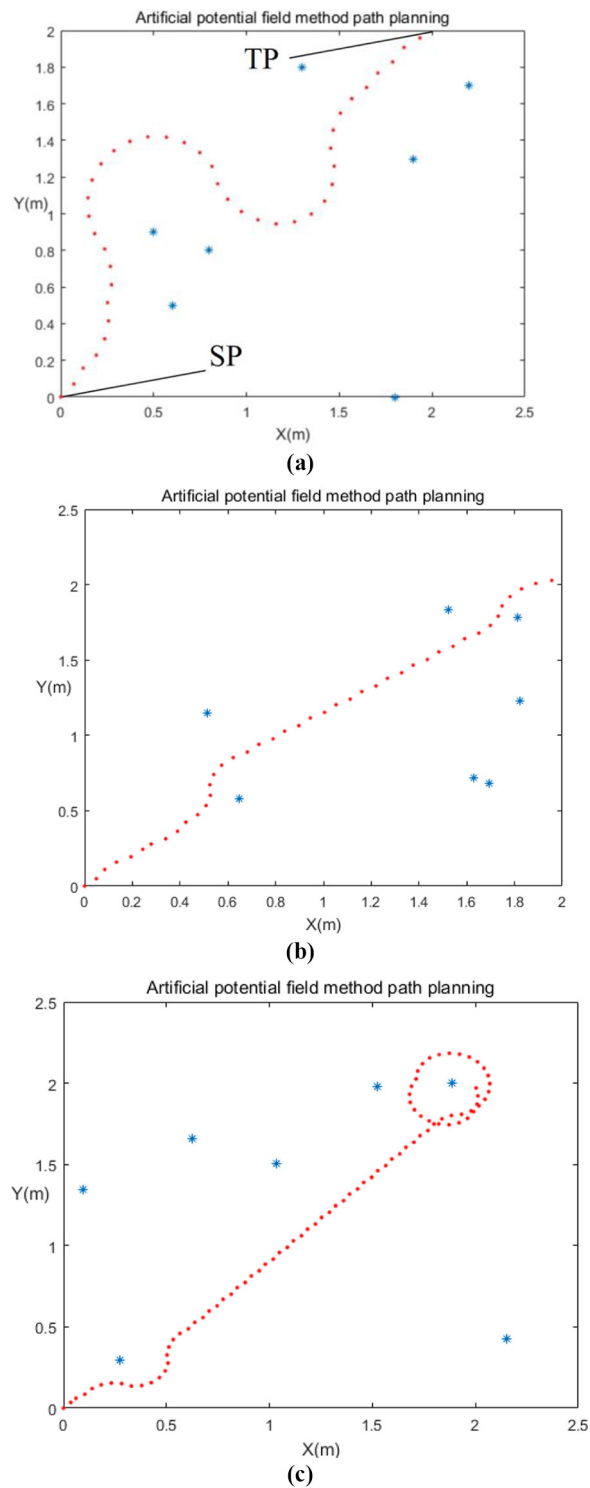 Artificial potential field method path planning
2
1.8
1.6
1.4
1.2
1
0.8
0.6
0.4
0.2
0
Y(m)
TP
SP
0 0.5 1 1.5 2 2.5
X(m)
(a)
Artificial potential field method path planning
2.5
2
1.5
1
0.5
0
Y(m)
0 0.2 0.4 0.6 0.8 1 1.2 1.4 1.6 1.8 2
X(m)
(b)
Artificial potential field method path planning
2.5
2
1.5
1
0.5
0
Y(m)
0 0.5 1 1.5 2 2.5
X(m)
(c)